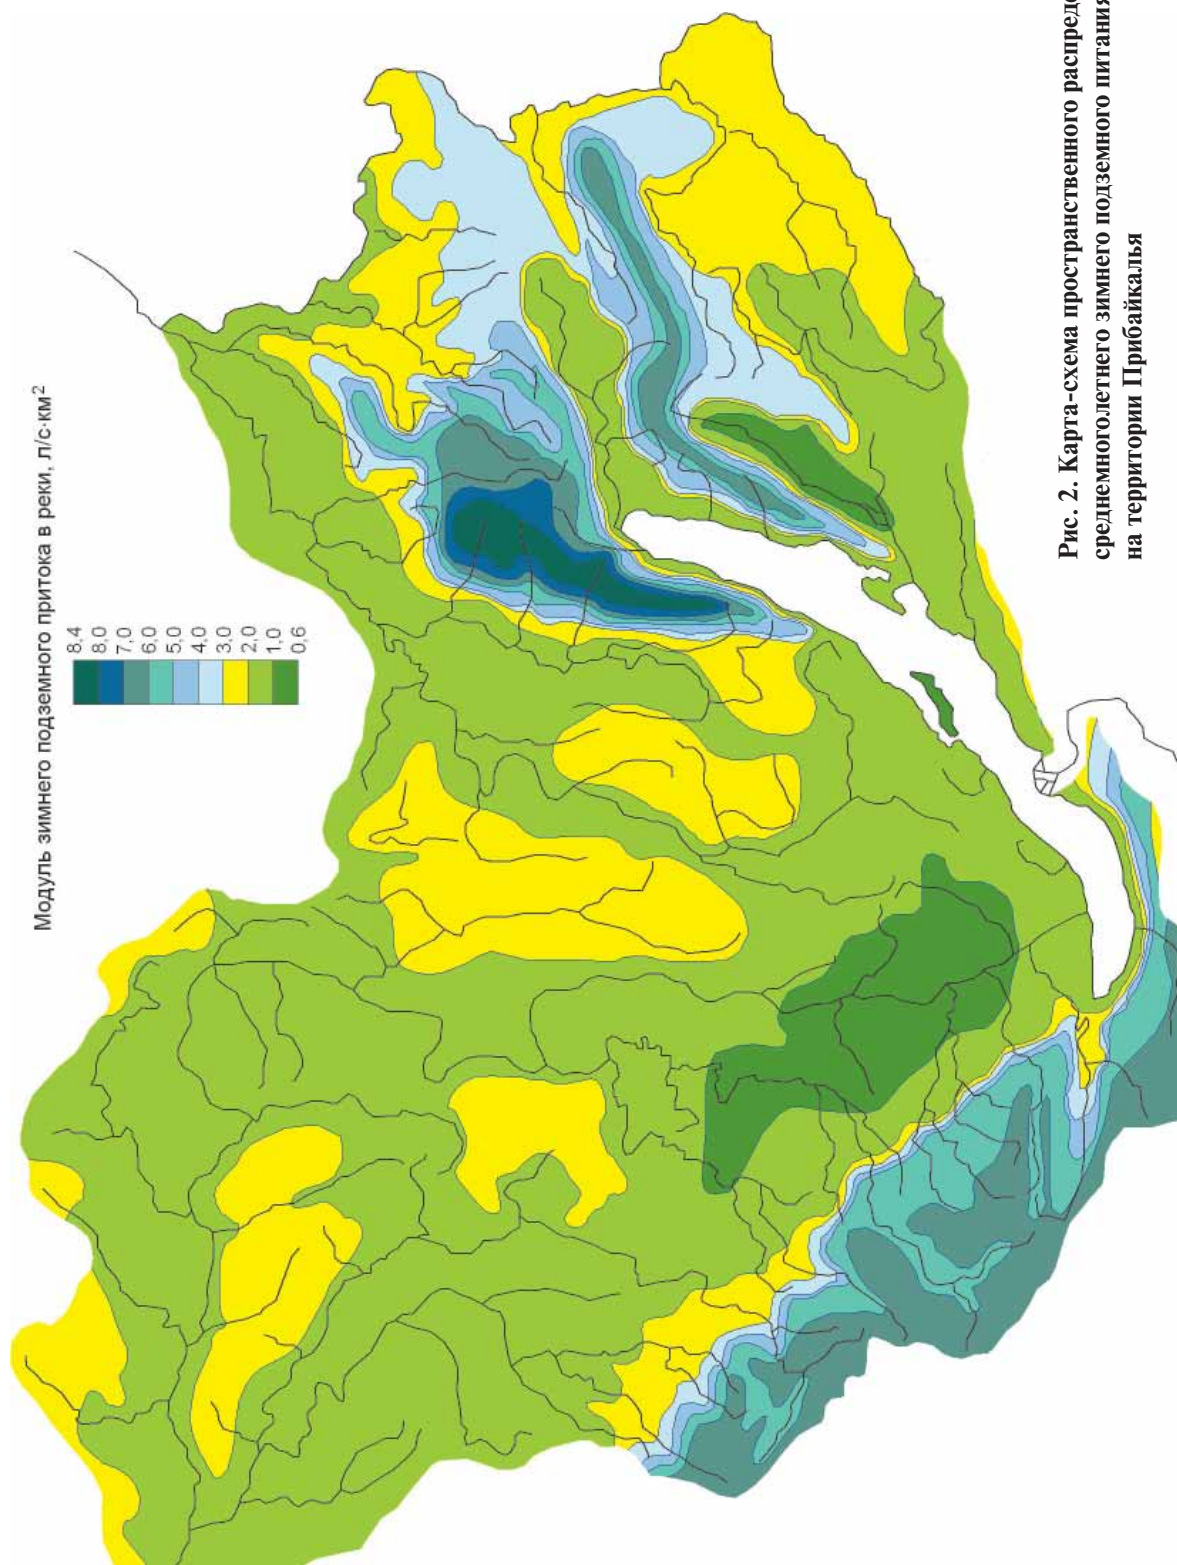 Модуль зимнего подземного притока в реки, л/с·км²
8,4
8,0
7,0
6,0
5,0
4,0
3,0
2,0
1,0
0,6
Рис. 2. Карта-схема пространственного
среднемноголетнего зимнего подземного питания
на территории Прибайкалья